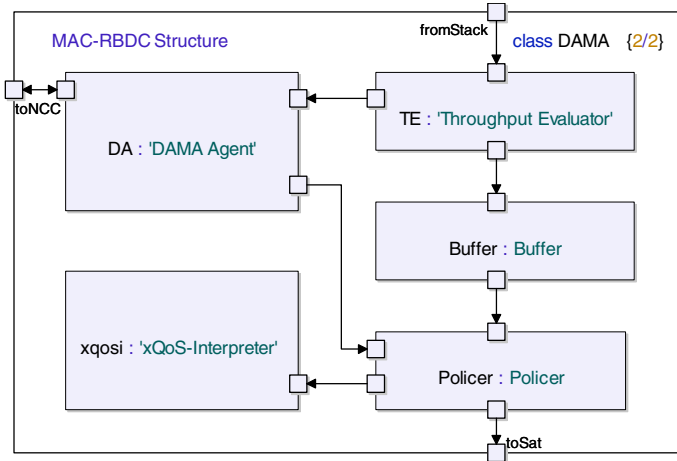 fromStack
MAC-RBDC Structure
class DAMA {2/2}
toNCC
TE : 'Throughput Evaluator'
DA : 'DAMA Agent'
Buffer : Buffer
xqosi : 'xQoS-Interpreter'
Policer : Policer
toSat